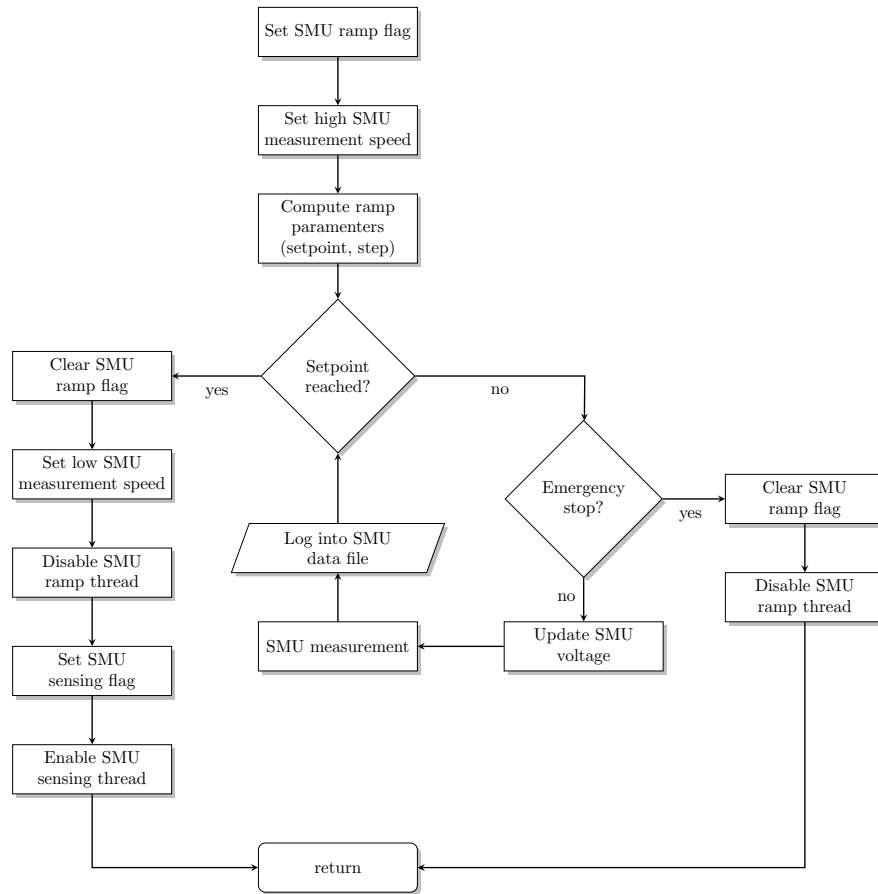 Set SMU ramp flag
Set high SMU
measurement speed
Compute ramp
paramenters
(setpoint, step)
Setpoint
reached?
yes
no
Clear SMU
ramp flag
Set low SMU
measurement speed
Disable SMU
ramp thread
Set SMU
sensing flag
Enable SMU
sensing thread
Emergency
stop?
yes
no
Clear SMU
ramp flag
Disable SMU
ramp thread
Update SMU
voltage
SMU measurement
Log into SMU
data file
return